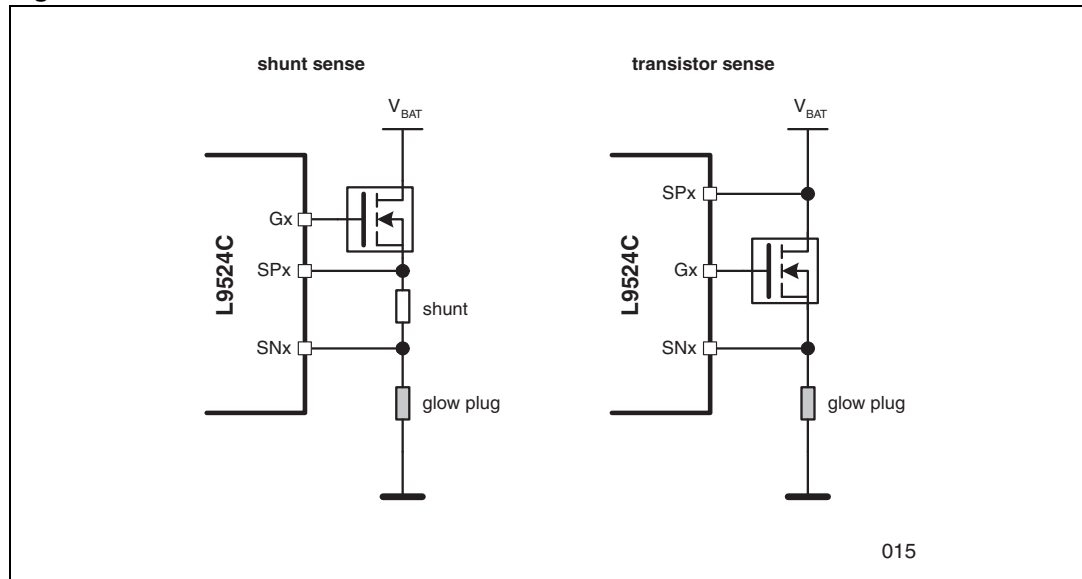 shunt sense
V_BAT
Gx
SPx
SNx
L9524C
shunt
glow plug
transistor sense
V_BAT
SPx
Gx
SNx
L9524C
glow plug
015